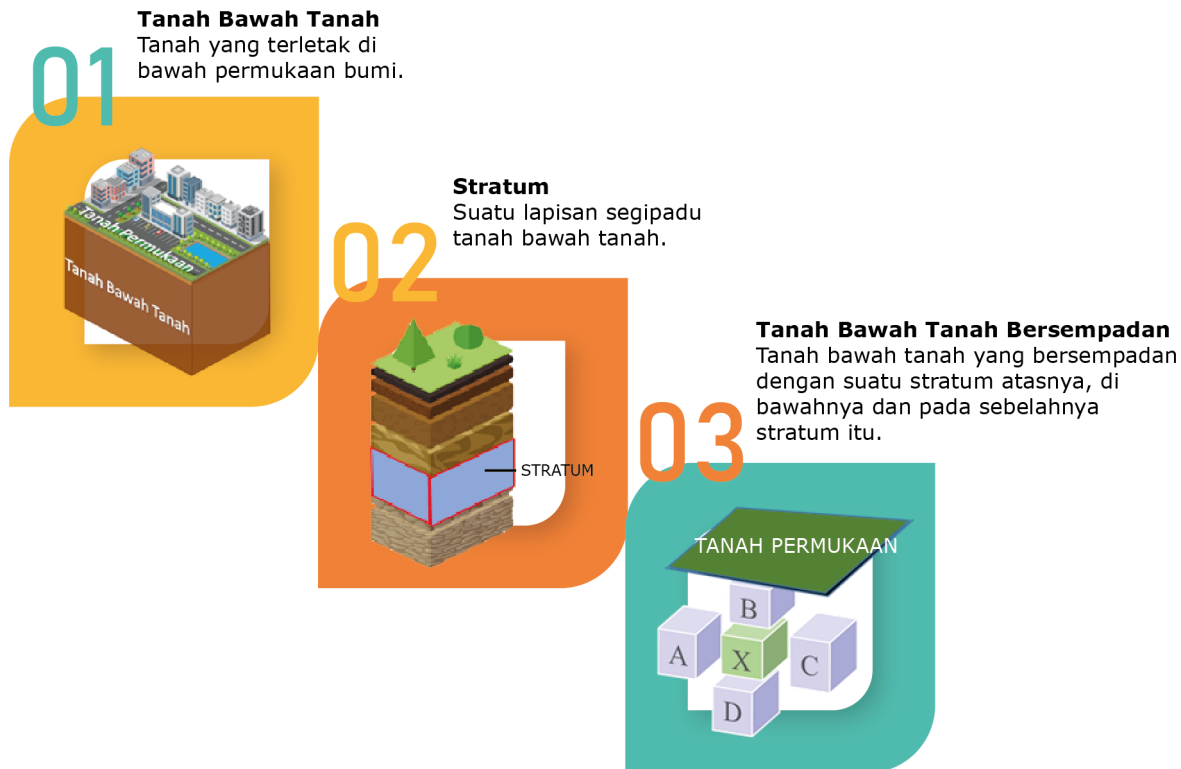 01
Tanah Bawah Tanah
Tanah yang terletak di
bawah permukaan bumi.
Tanah Permukaan
Tanah Bawah Tanah
02
Stratum
Suatu lapisan segipadu
tanah bawah tanah.
STRATUM
03
Tanah Bawah Tanah Bersempadan
Tanah bawah tanah yang bersempadan
dengan suatu stratum atasnya, di
bawahnya dan pada sebelahnya
stratum itu.
TANAH PERMUKAAN
B
A
X
C
D